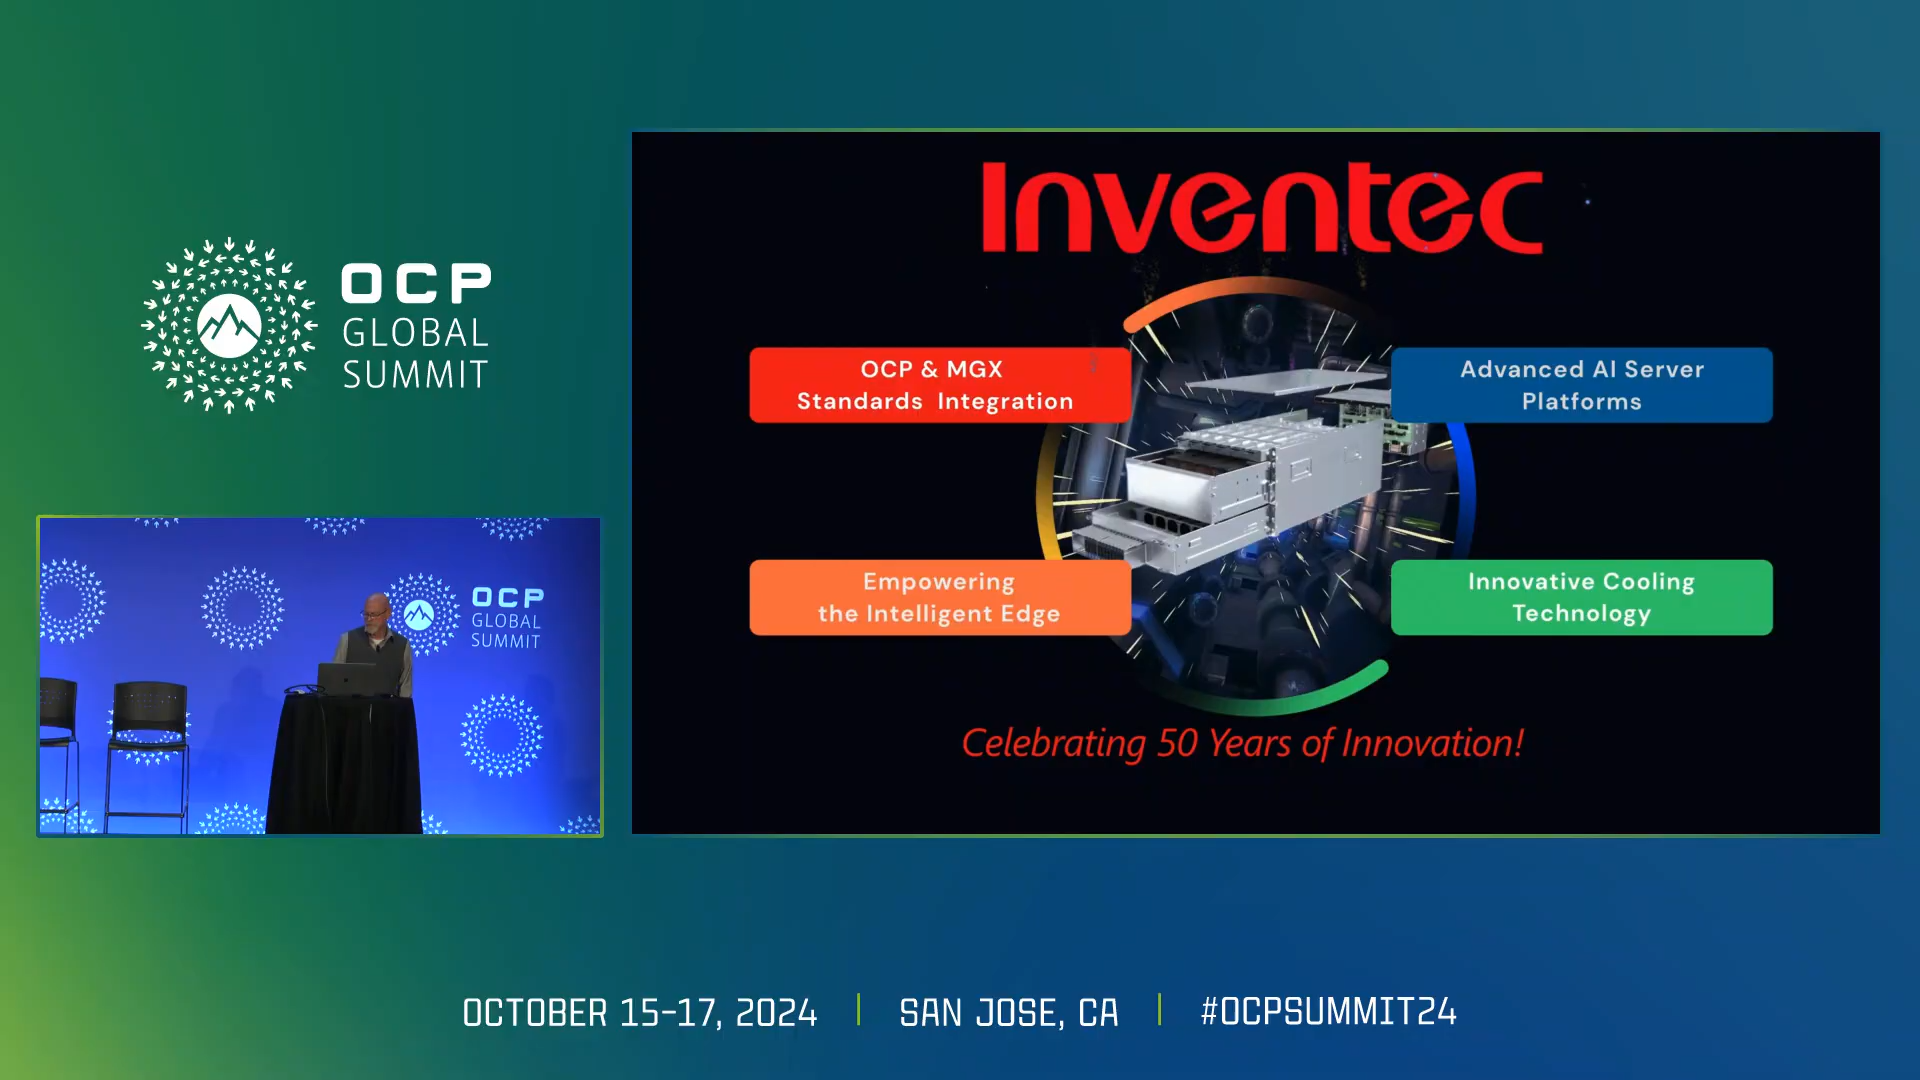 OCP
GLOBAL
SUMMIT
Inventec
OCP & MGX
Standards Integration
Advanced AI Server
Platforms
Empowering
the Intelligent Edge
Innovative Cooling
Technology
Celebrating 50 Years of Innovation!
OCP
GLOBAL
SUMMIT
OCTOBER 15-17, 2024
SAN JOSE, CA
#OCPSUMMIT24